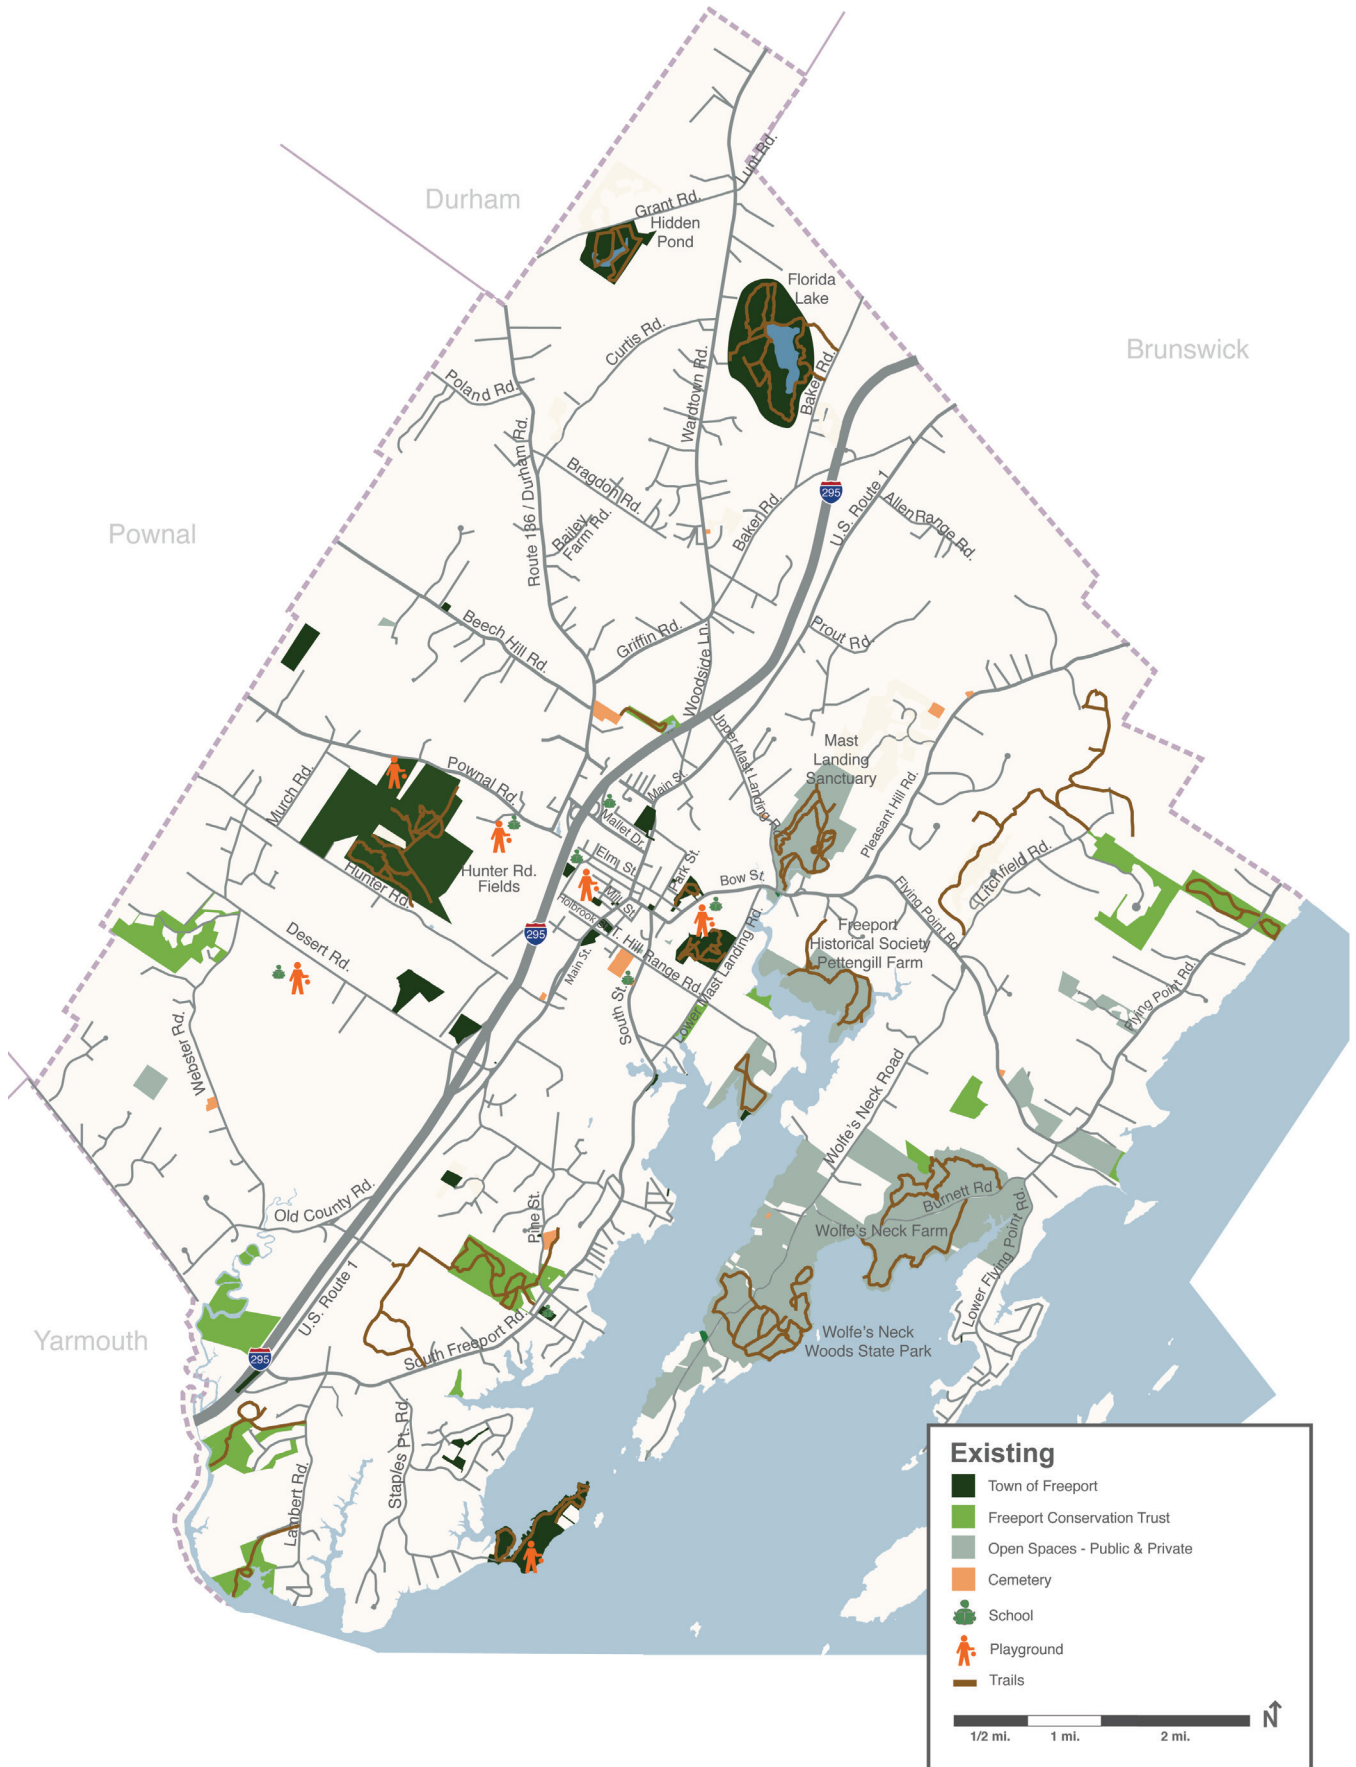 Lunt Rd.
Durham
Grant Rd.
Hidden
Pond
Florida
Lake
Curtis Rd.
Brunswick
Poland Rd.
Wardtown Rd.
Baker Rd.
Route 136 / Durham Rd.
Bragdon Rd.
295
U.S. Route 1
Allen Range Rd.
Baker Rd.
Bailey
Farm Rd.
Pownal
Beech Hill Rd.
Griffin Rd.
Prout Rd.
Woodside Ln.
Upper Mast Landing Rd.
Mast
Landing
Sanctuary
Pownal Rd.
Murch Rd.
Main St.
Mallet Dr.
Pleasant Hill Rd.
Elm St.
Park St.
Bow St.
Litchfield Rd.
Hunter Rd.
Fields
Hunter Rd.
Mill St.
Holbrook St.
Flying Point Rd.
Freeport
Historical Society
Pettengill Farm
295
Desert Rd.
T. Hill Range Rd.
Main St.
Lower Mast Landing Rd.
South St.
Flying Point Rd.
Webster Rd.
Wolfe's Neck Road
Old County Rd.
Pine St.
Burnett Rd
Wolfe's Neck Farm
Lower Flying Point Rd.
U.S. Route 1
Yarmouth
295
South Freeport Rd.
Wolfe's Neck
Woods State Park
Staples Pt. Rd.
Lambert Rd.
Existing
Town of Freeport
Freeport Conservation Trust
Open Spaces - Public & Private
Cemetery
School
Playground
Trails
N
1/2 mi. 1 mi. 2 mi.